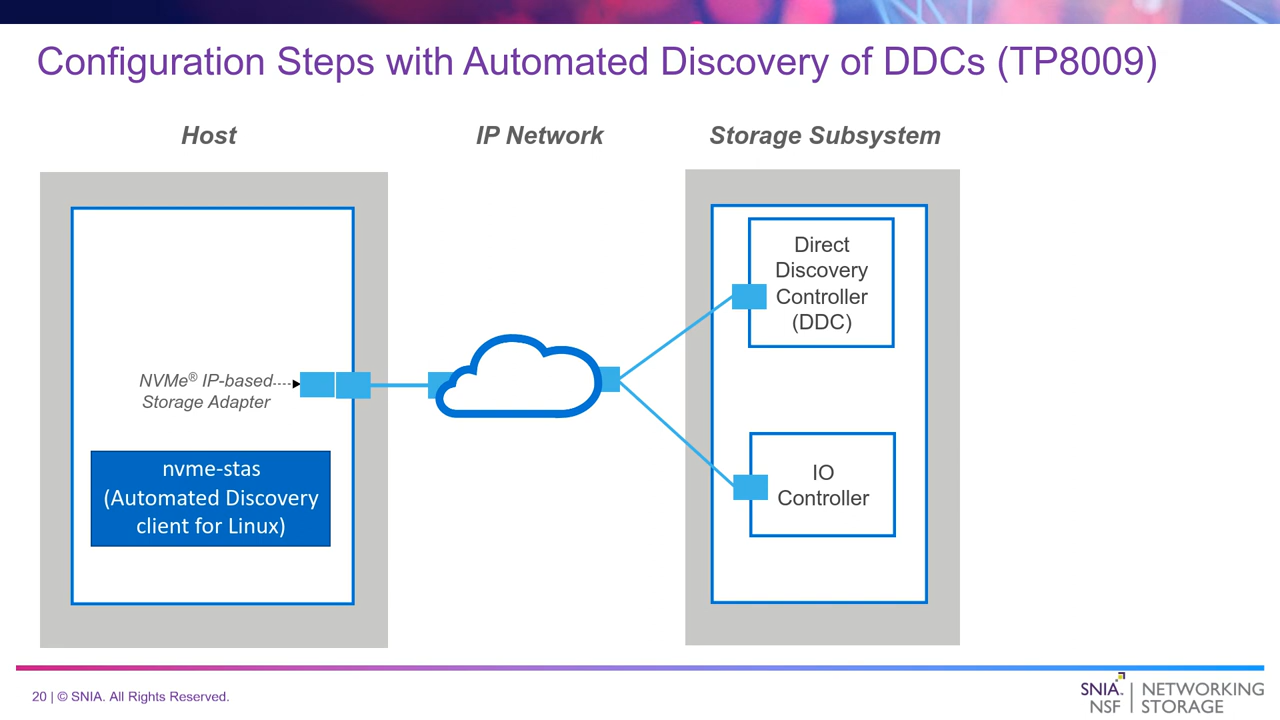 Configuration Steps with Automated Discovery of DDCs (TP8009)
Host
IP Network
Storage Subsystem
NVMe® IP-based
Storage Adapter
nvme-stas
(Automated Discovery
client for Linux)
Direct
Discovery
Controller
(DDC)
IO
Controller
20 | © SNIA. All Rights Reserved.
SNIA. | NETWORKING
NSF | STORAGE